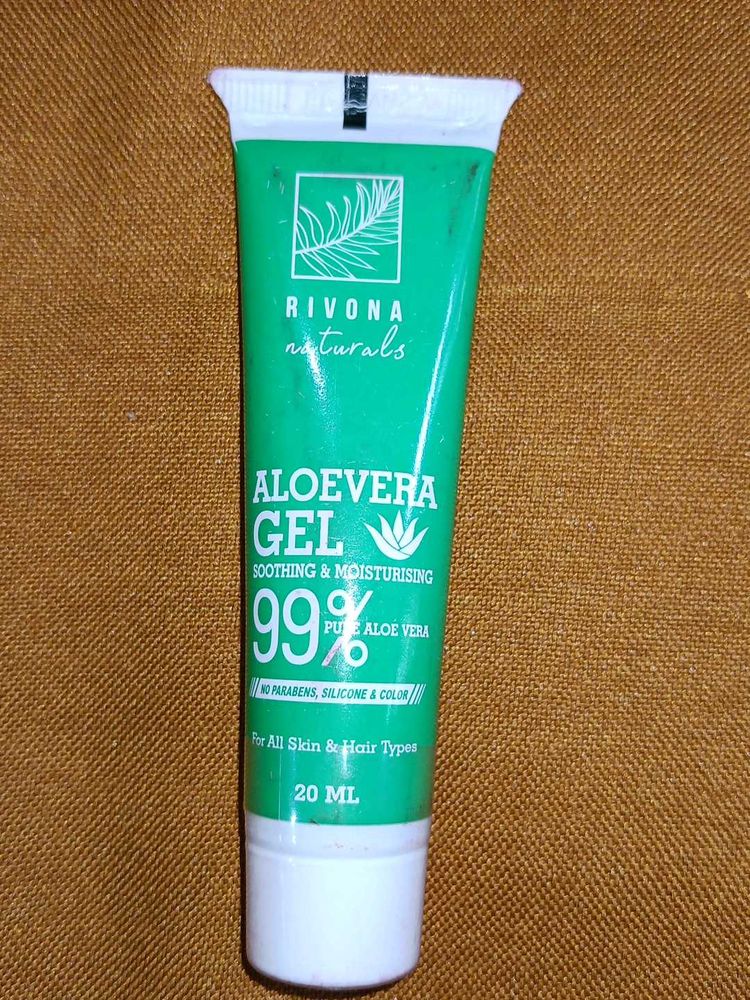 RIVONA
naturals
ALOEVERA
GEL
SOOTHING & MOISTURISING
99%
PURE ALOE VERA
NO PARABENS, SILICONE & COLOR
For All Skin & Hair Types
20 ML